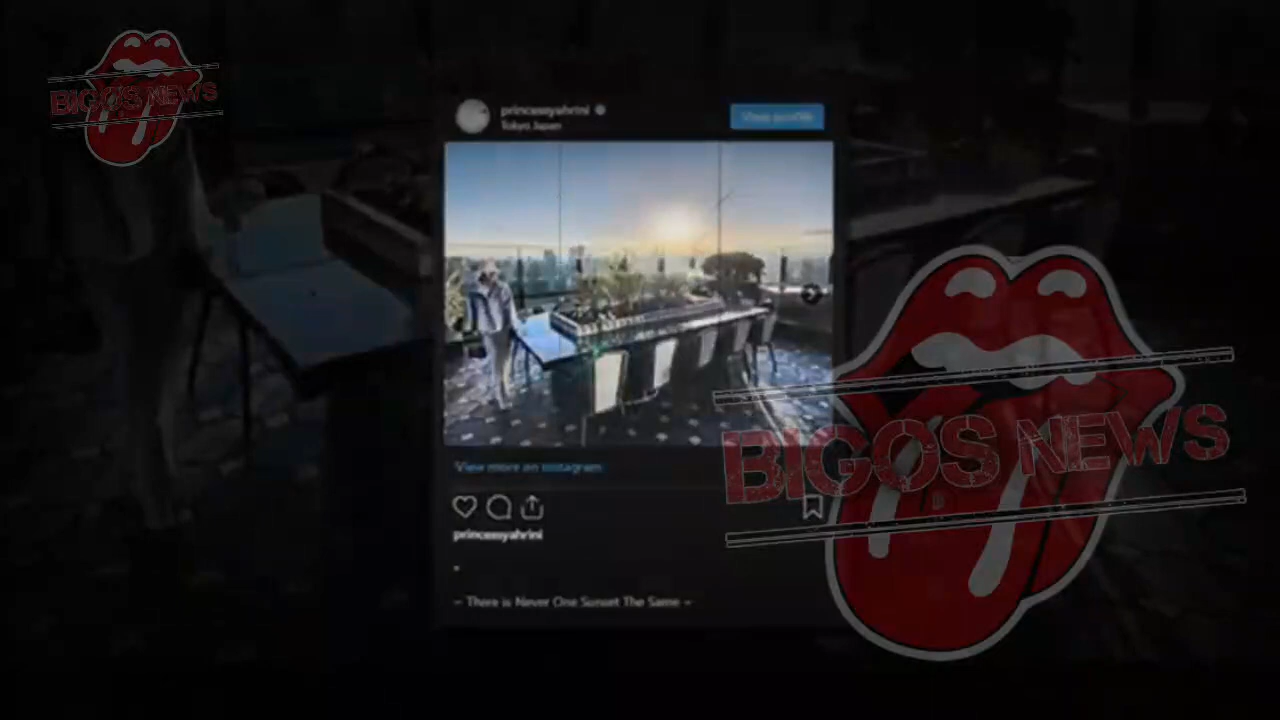 BIGOS NEWS
princessyahrini
Tokyo Japan
View profile
BIGOS NEWS
View more on Instagram
princessyahrini
~ There is Never One Sunset The Same ~